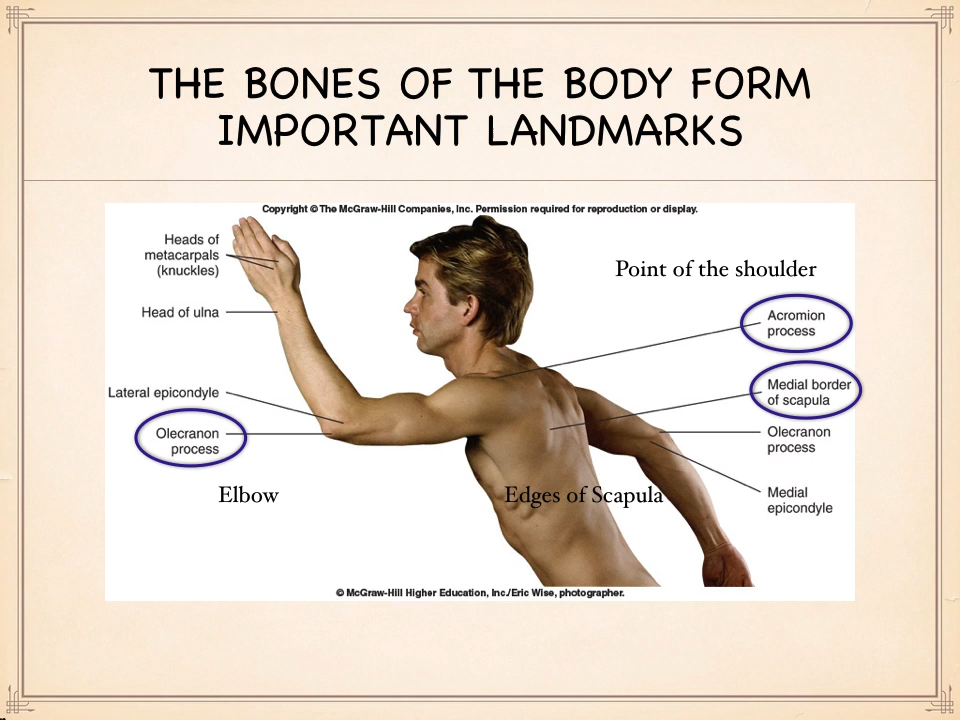 THE BONES OF THE BODY FORM
IMPORTANT LANDMARKS
Copyright © The McGraw-Hill Companies, Inc. Permission required for reproduction or display.
Heads of
metacarpals
(knuckles)
Head of ulna
Lateral epicondyle
Olecranon
process
Elbow
Point of the shoulder
Acromion
process
Medial border
of scapula
Olecranon
process
Medial
epicondyle
Edges of Scapula
© McGraw-Hill Higher Education, Inc./Eric Wise, photographer.